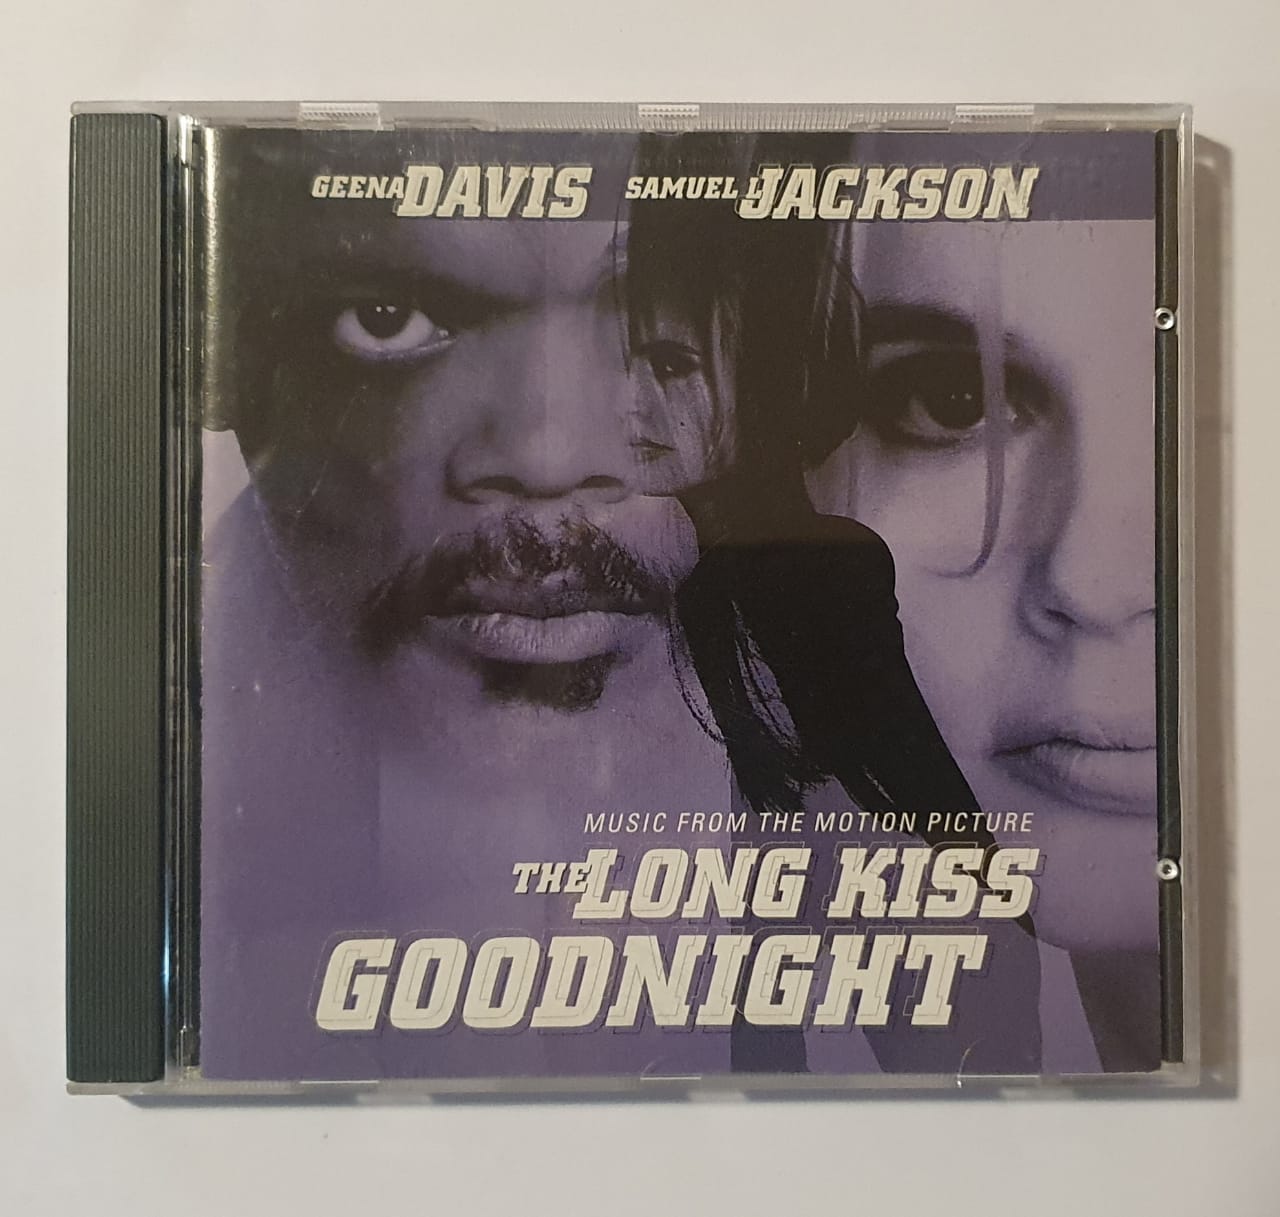 GEENA DAVIS SAMUEL L. JACKSON
MUSIC FROM THE MOTION PICTURE
THE LONG KISS
GOODNIGHT